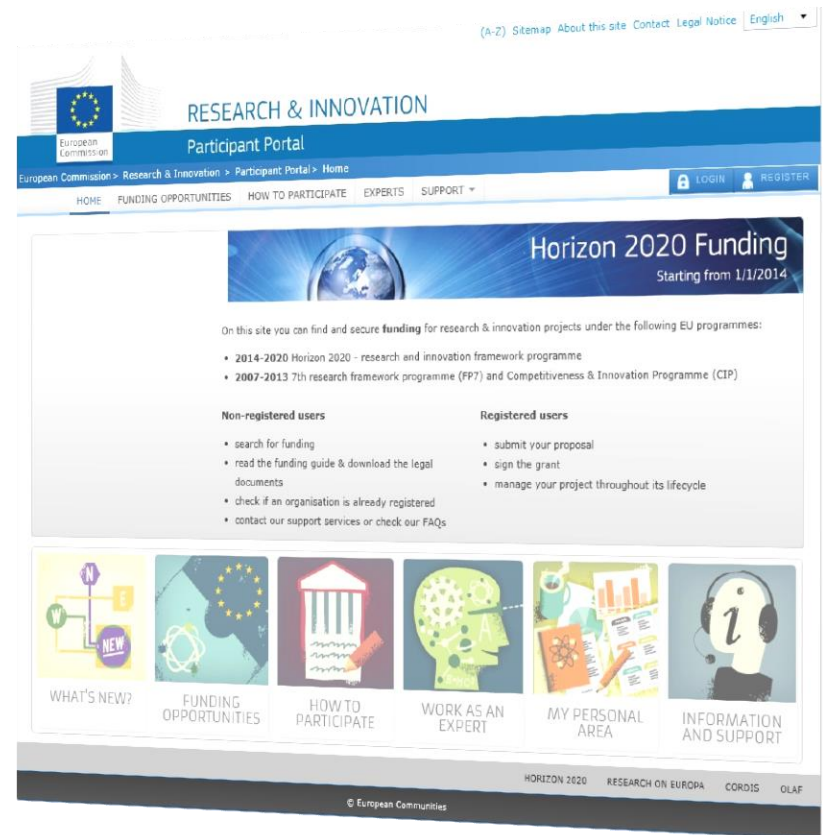 (A-Z) Sitemap About this site Contact Legal Notice English
RESEARCH & INNOVATION
European
Commission
Participant Portal
European Commission > Research & Innovation > Participant Portal > Home
HOME FUNDING OPPORTUNITIES HOW TO PARTICIPATE EXPERTS SUPPORT
LOGIN REGISTER
Horizon 2020 Funding
Starting from 1/1/2014
On this site you can find and secure funding for research & innovation projects under the following EU programmes:
• 2014-2020 Horizon 2020 - research and innovation framework programme
• 2007-2013 7th research framework programme (FP7) and Competitiveness & Innovation Programme (CIP)
Non-registered users
• search for funding
• read the funding guide & download the legal
documents
• check if an organisation is already registered
• contact our support services or check our FAQs
Registered users
• submit your proposal
• sign the grant
• manage your project throughout its lifecycle
N
W E
NEW
A
i
WHAT'S NEW?
FUNDING
OPPORTUNITIES
HOW TO
PARTICIPATE
WORK AS AN
EXPERT
MY PERSONAL
AREA
INFORMATION
AND SUPPORT
HORIZON 2020 RESEARCH ON EUROPA CORDIS OLAF
© European Communities